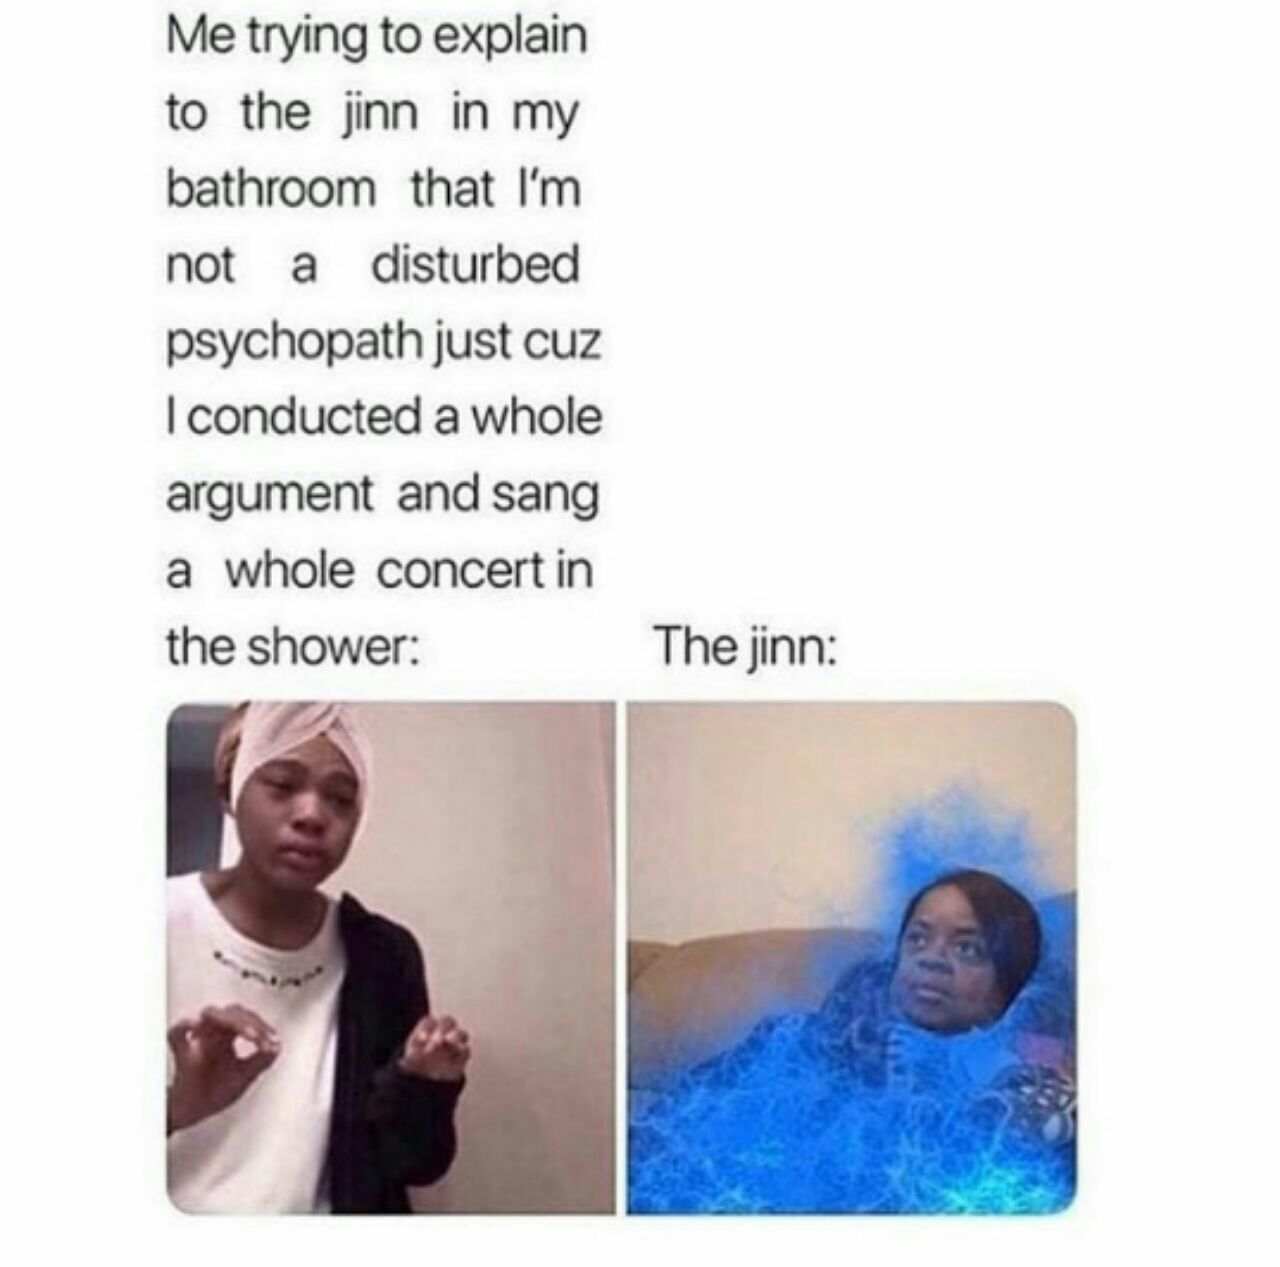 Me trying to explain
to the jinn in my
bathroom that I'm
not a disturbed
psychopath just cuz
I conducted a whole
argument and sang
a whole concert in
the shower:
The jinn: